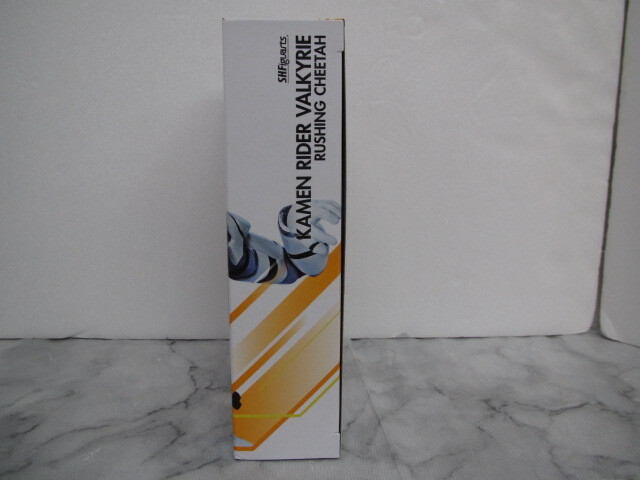 S.H.Figuarts
KAMEN RIDER VALKYRIE
RUSHING CHEETAH